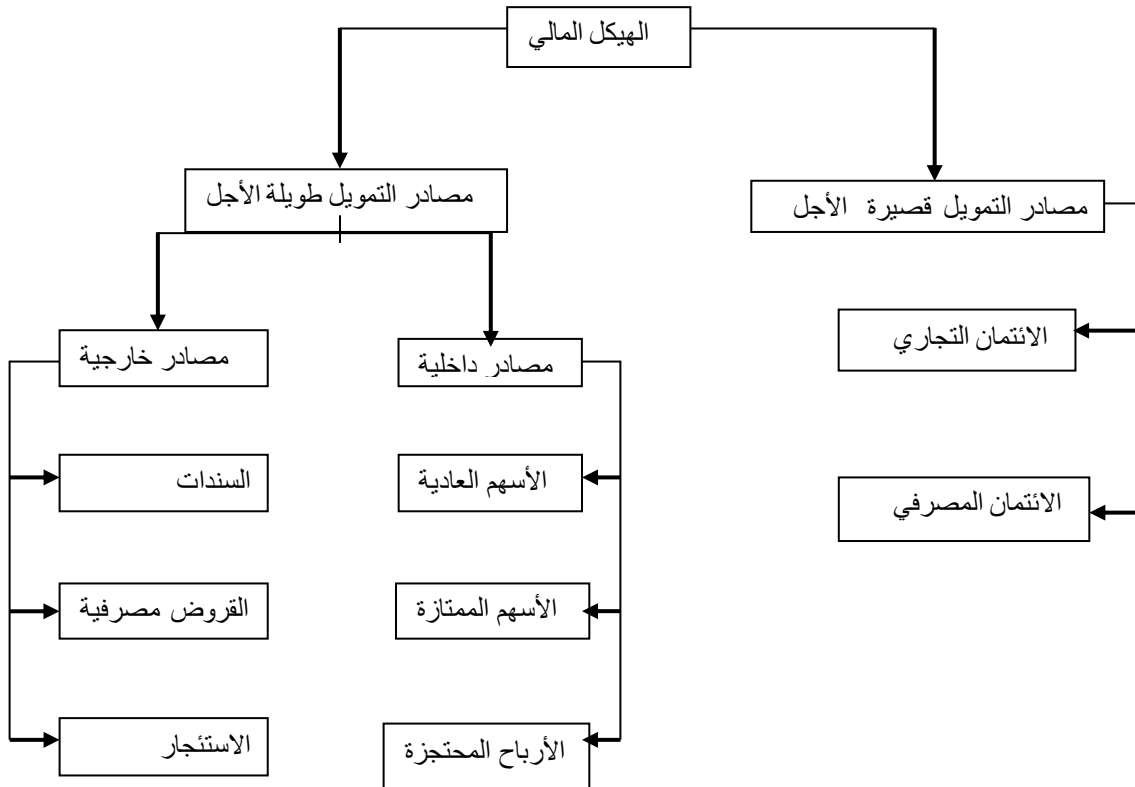 الهيكل المالي
مصادر التمويل قصيرة الأجل
مصادر التمويل طويلة الأجل
الائتمان التجاري
مصادر داخلية
مصادر خارجية
الائتمان المصرفي
الأسهم العادية
السندات
الأسهم الممتازة
القروض مصرفية
الأرباح المحتجزة
الاستئجار